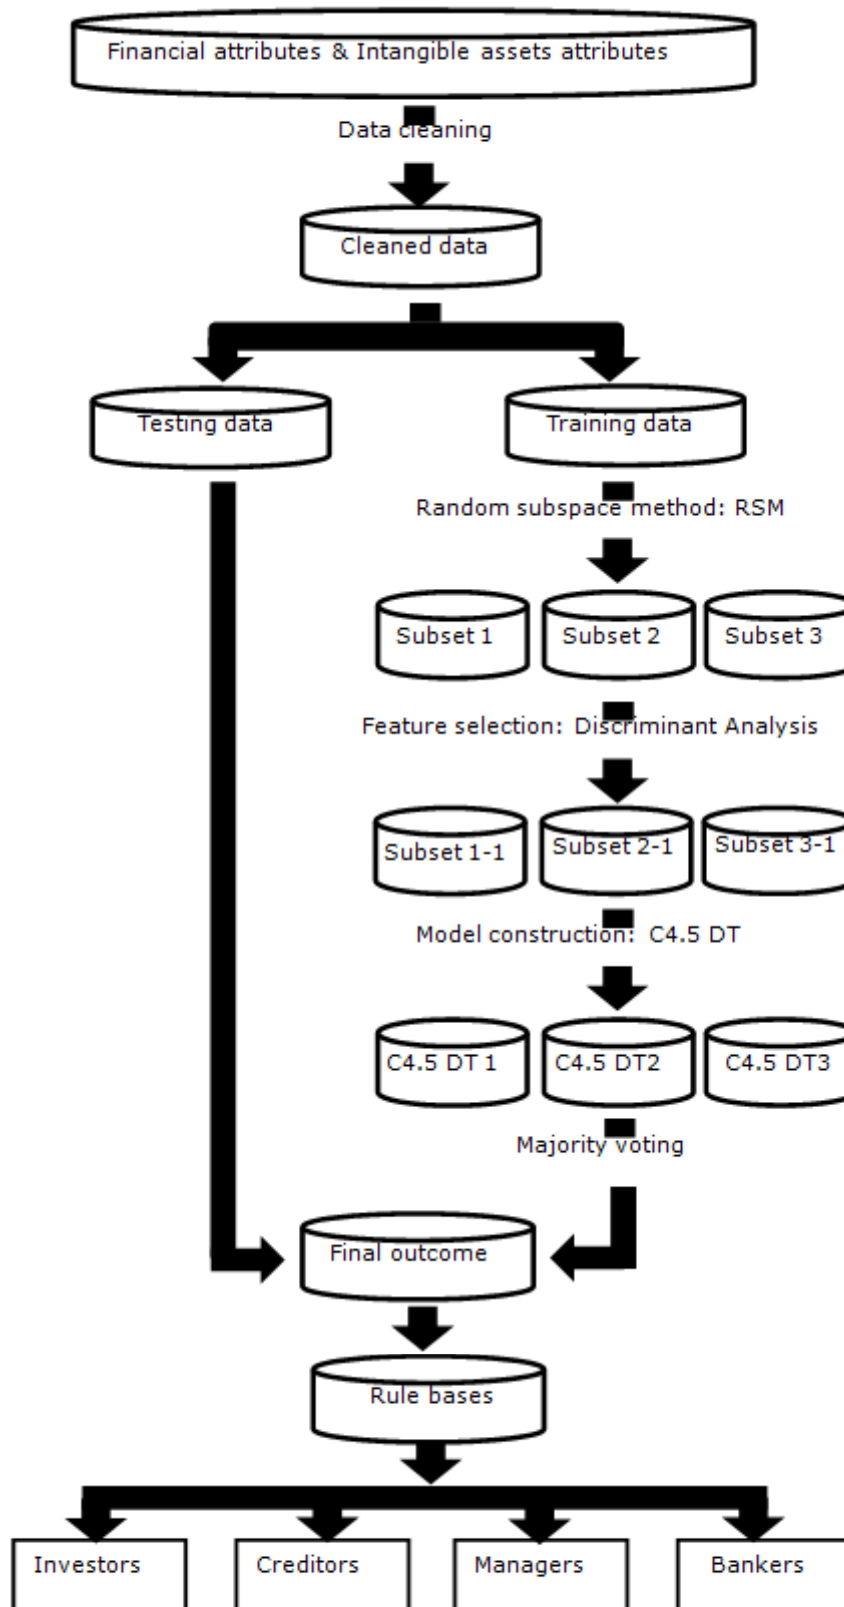 Financial attributes & Intangible assets attributes
Data cleaning
Cleaned data
Testing data
Training data
Random subspace method: RSM
Subset 1
Subset 2
Subset 3
Feature selection: Discriminant Analysis
Subset 1-1
Subset 2-1
Subset 3-1
Model construction: C4.5 DT
C4.5 DT 1
C4.5 DT2
C4.5 DT3
Majority voting
Final outcome
Rule bases
Investors
Creditors
Managers
Bankers